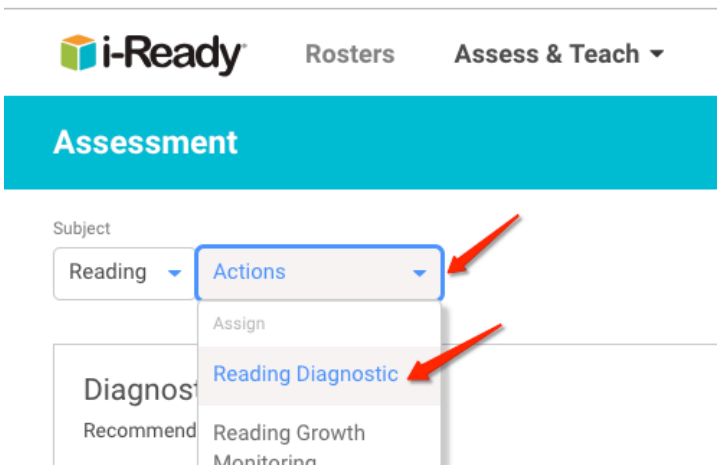 i-Ready Rosters Assess & Teach
Assessment
Subject
Reading Actions
Assign
Reading Diagnostic
Recommend
Reading Growth
Monitoring